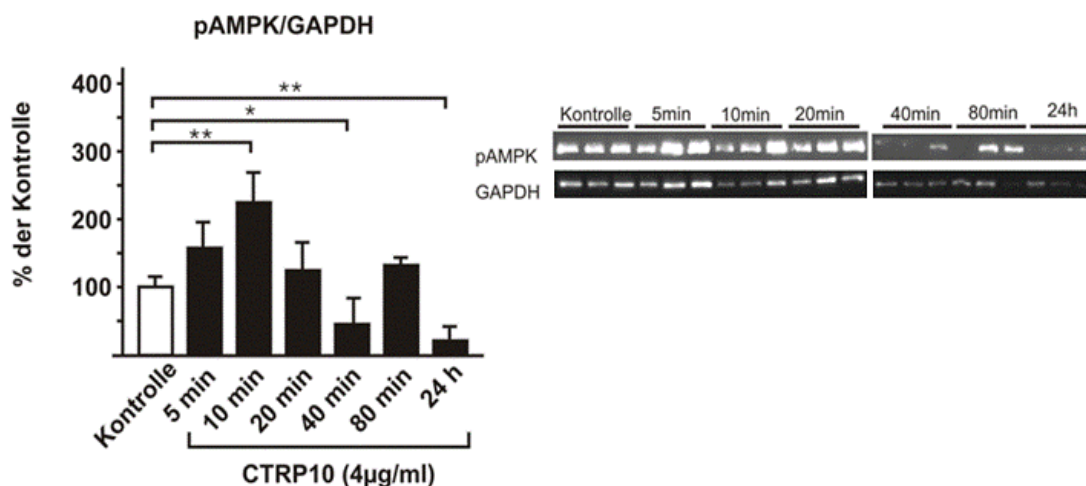 pAMPK/GAPDH
% der Kontrolle
400
300
200
100
**
*
**
Kontrolle
5 min
10 min
20 min
40 min
80 min
24 h
CTRP10 (4µg/ml)
Kontrolle 5min 10min 20min 40min 80min 24h
pAMPK
GAPDH